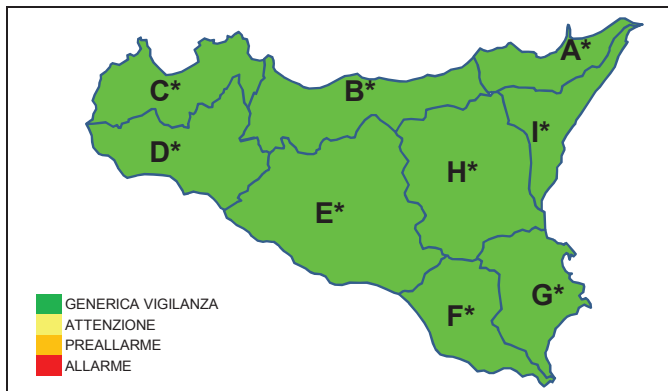 A*
B*
C*
I*
D*
H*
E*
G*
F*
GENERICA VIGILANZA
ATTENZIONE
PREALLARME
ALLARME